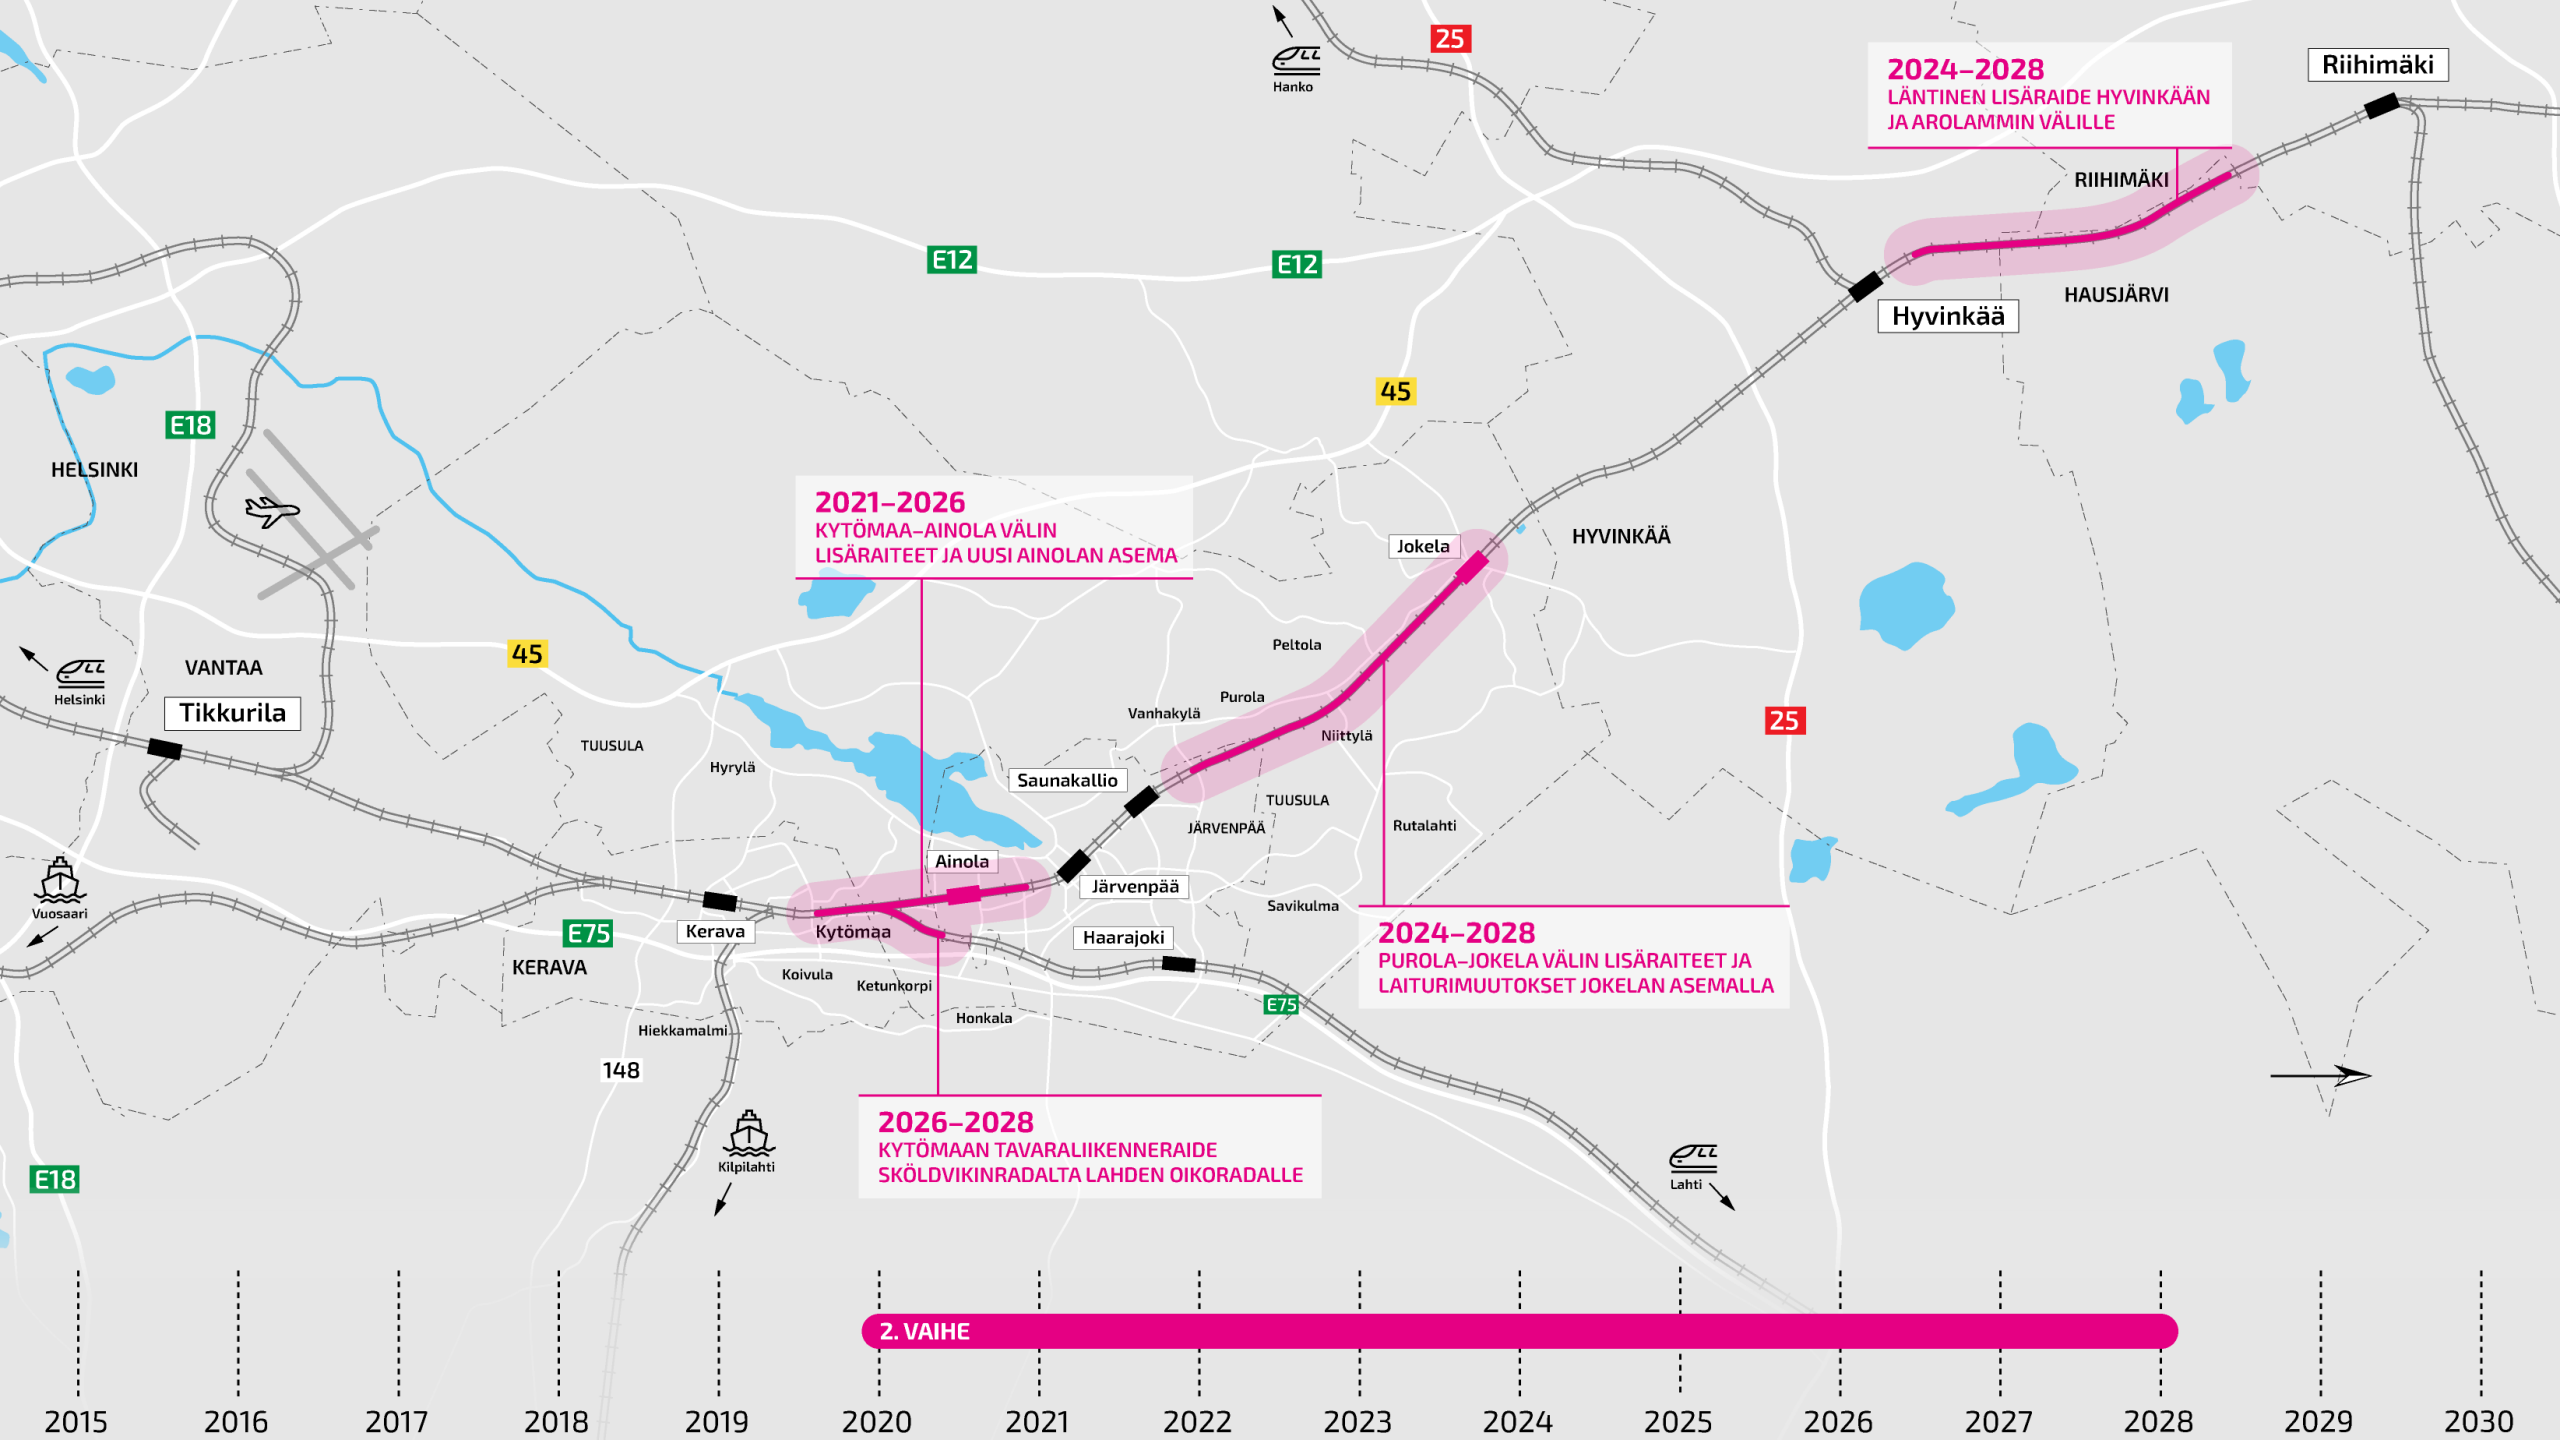 25
Hanko
2024–2028
LÄNTINEN LISÄRAIDE HYVINKÄÄN
JA AROLAMMIN VÄLILLE
Riihimäki
RIIHIMÄKI
E12
E12
HAUSJÄRVI
Hyvinkää
45
E18
HELSINKI
2021–2026
KYTÖMAA–AINOLA VÄLIN
LISÄRAITEET JA UUSI AINOLAN ASEMA
Jokela
HYVINKÄÄ
45
Peltola
VANTAA
Helsinki
Tikkurila
Purola
Vanhakylä
Niittylä
25
TUUSULA
Hyrylä
Saunakallio
TUUSULA
JÄRVENPÄÄ
Rutalahti
Ainola
Järvenpää
Vuosaari
Savikulma
E75
Kerava
Kytömaa
Haarajoki
KERAVA
Koivula
Ketunkorpi
2024–2028
PUROLA–JOKELA VÄLIN LISÄRAITEET JA
LAITURIMUUTOKSET JOKELAN ASEMALLA
E75
Honkala
Hiekkamalmi
148
2026–2028
KYTÖMAAN TAVARALIIKENNERAIDE
SKÖLDVIKINRADALTA LAHDEN OIKORADALLE
Kilpilahti
E18
Lahti
2. VAIHE
2015 2016 2017 2018 2019 2020 2021 2022 2023 2024 2025 2026 2027 2028 2029 2030